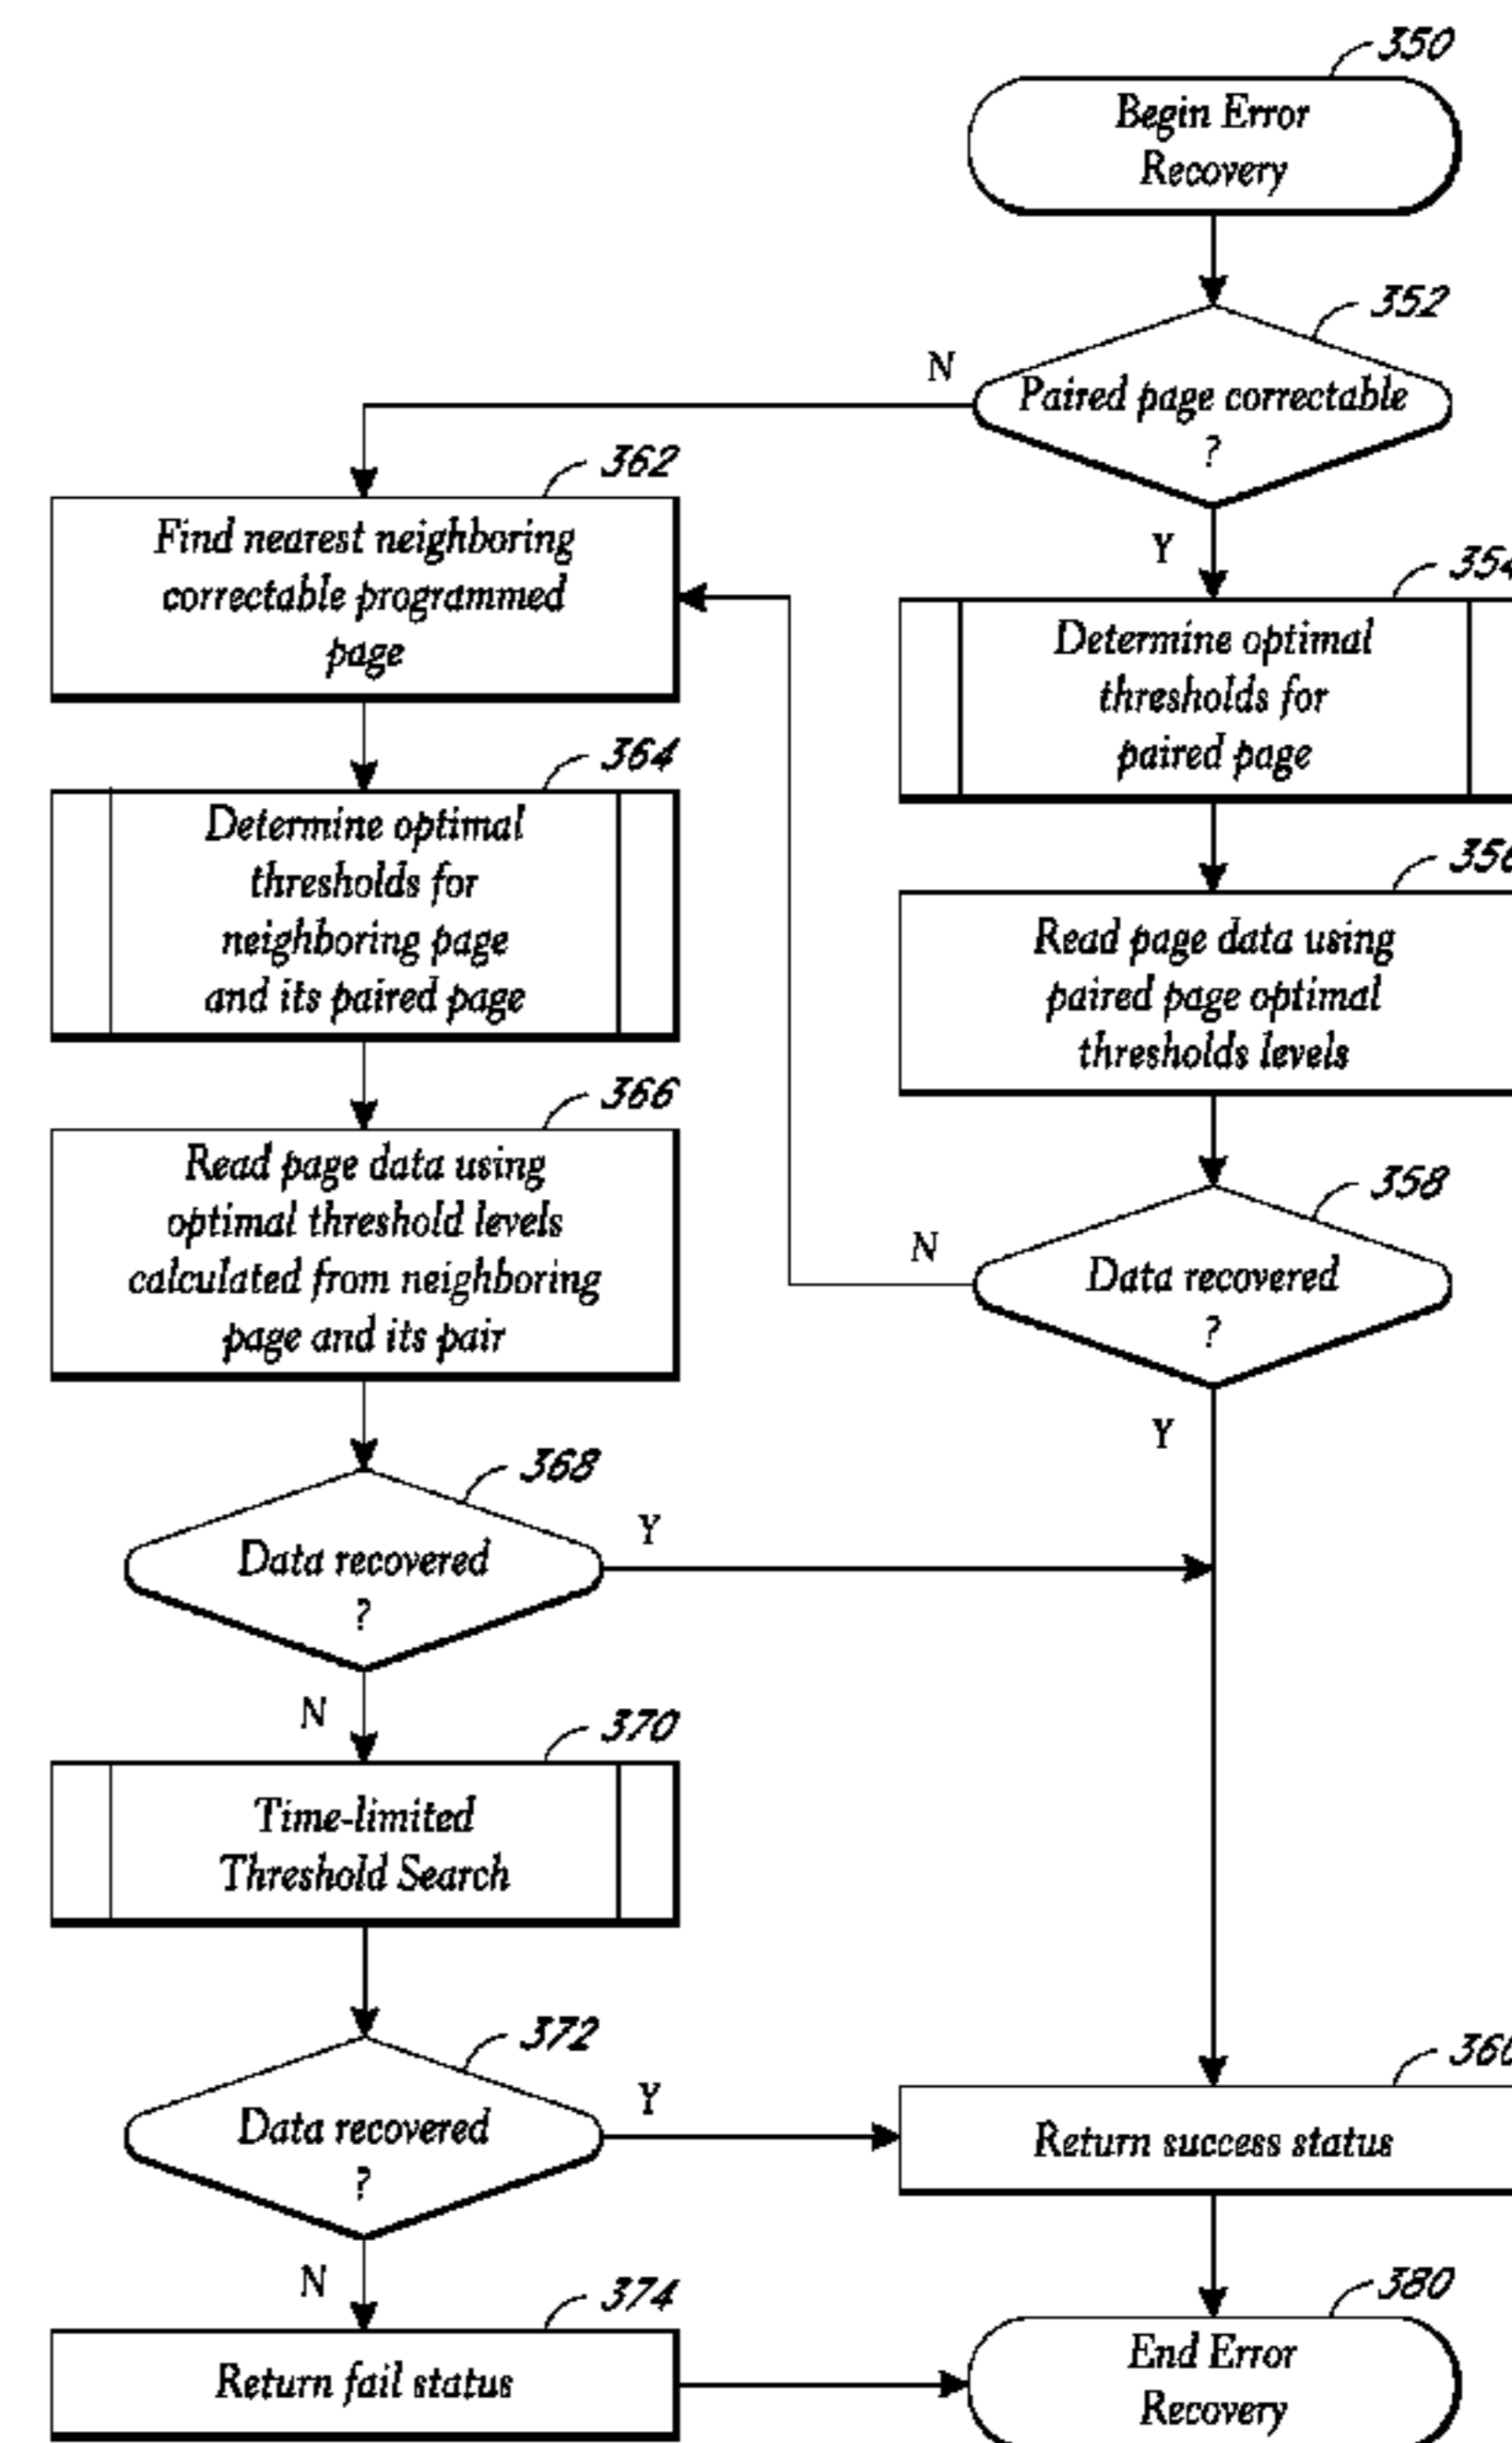 350
Begin Error
Recovery
352
N
Paired page correctable
?
Y
362
Find nearest neighboring
correctable programmed
page
354
Determine optimal
thresholds for
paired page
364
Determine optimal
thresholds for
neighboring page
and its paired page
356
Read page data using
paired page optimal
thresholds levels
366
Read page data using
optimal threshold levels
calculated from neighboring
page and its pair
358
N
Data recovered
?
Y
368
Data recovered
?
Y
N
370
Time-limited
Threshold Search
372
Data recovered
?
Y
N
360
Return success status
374
Return fail status
380
End Error
Recovery